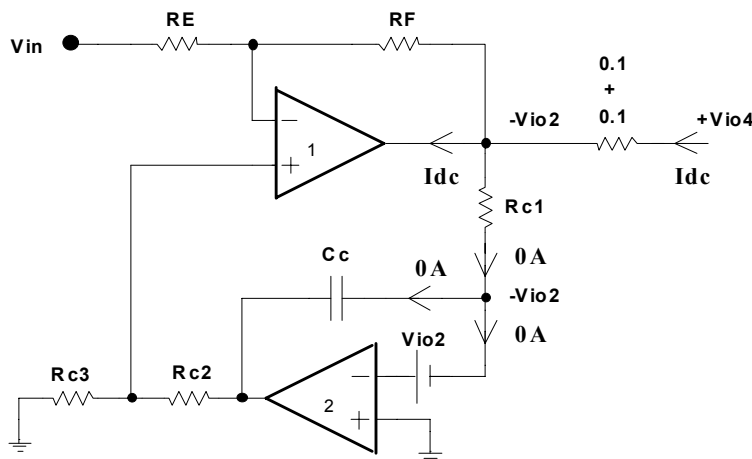 RE
RF
Vin
0.1
+
0.1
-Vio2
+Vio4
−
1
+
Idc
Idc
Rc1
Cc
0A
0A
-Vio2
0A
Vio2
Rc3
Rc2
−
2
+